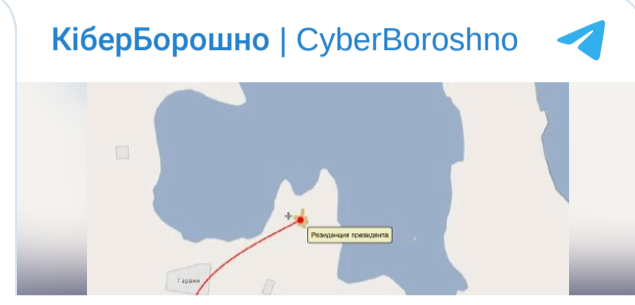 КіберБорошно | CyberBoroshno
Резиденция президента
Гаражи